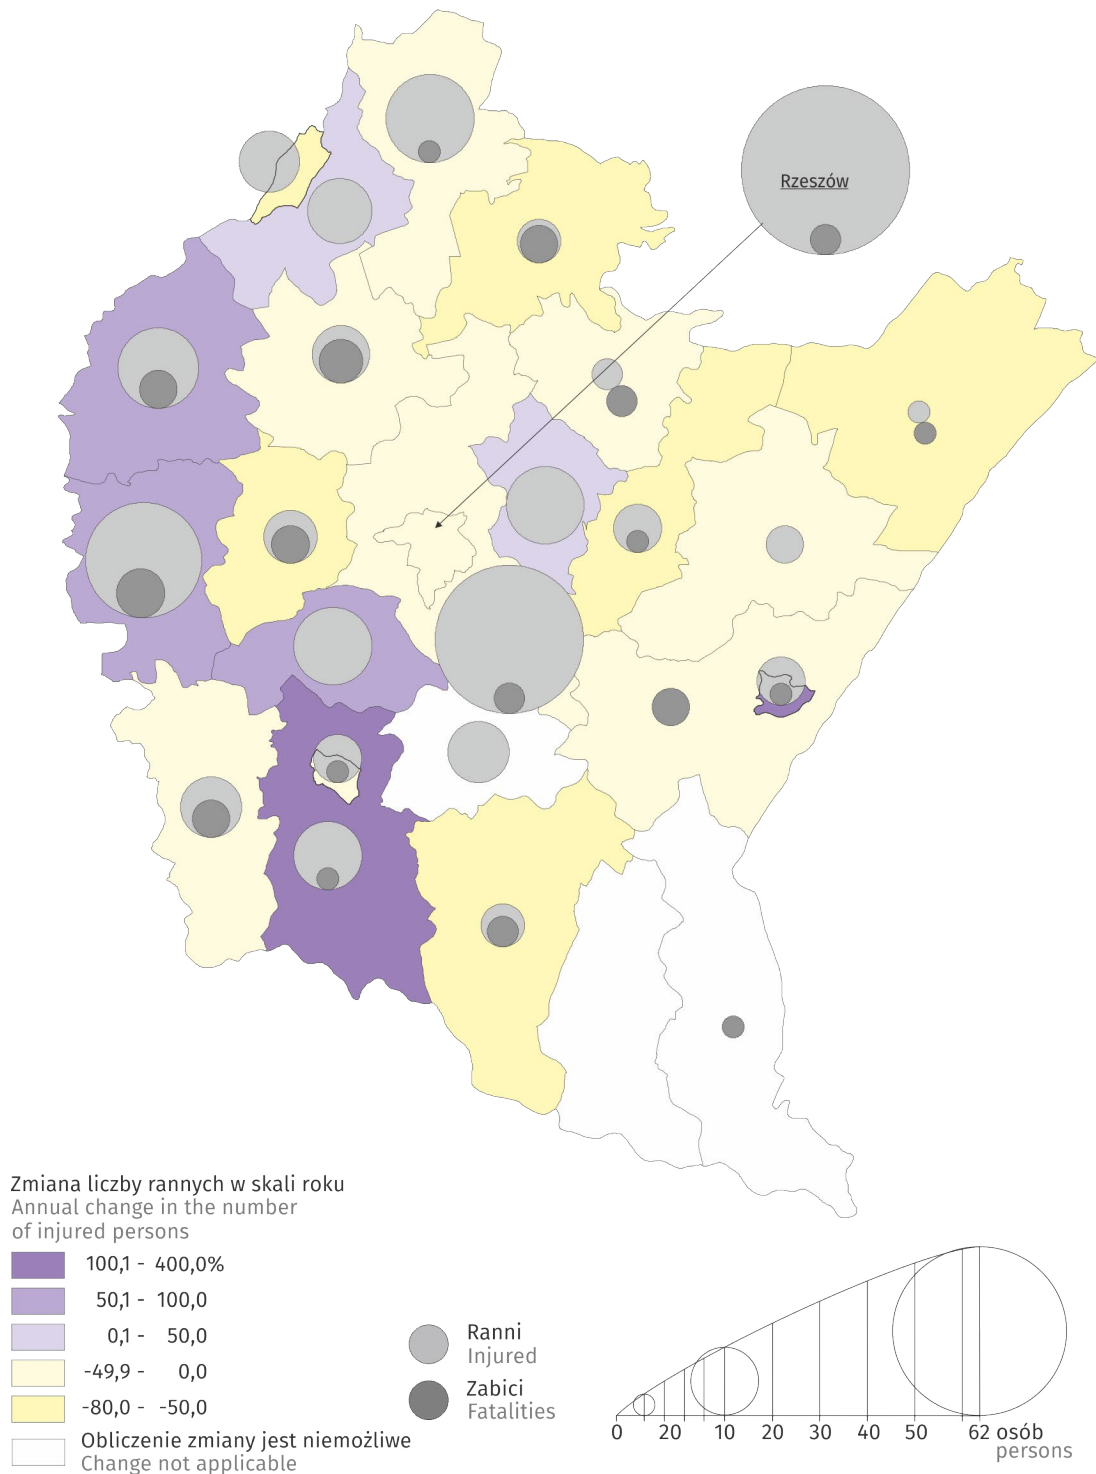 Rzeszów
Zmiana liczby rannych w skali roku
Annual change in the number
of injured persons
100,1 - 400,0%
50,1 - 100,0
0,1 - 50,0
-49,9 - 0,0
-80,0 - -50,0
Obliczenie zmiany jest niemożliwe
Change not applicable
Ranni
Injured
Zabici
Fatalities
0 20 10 20 30 40 50 62 osób
persons